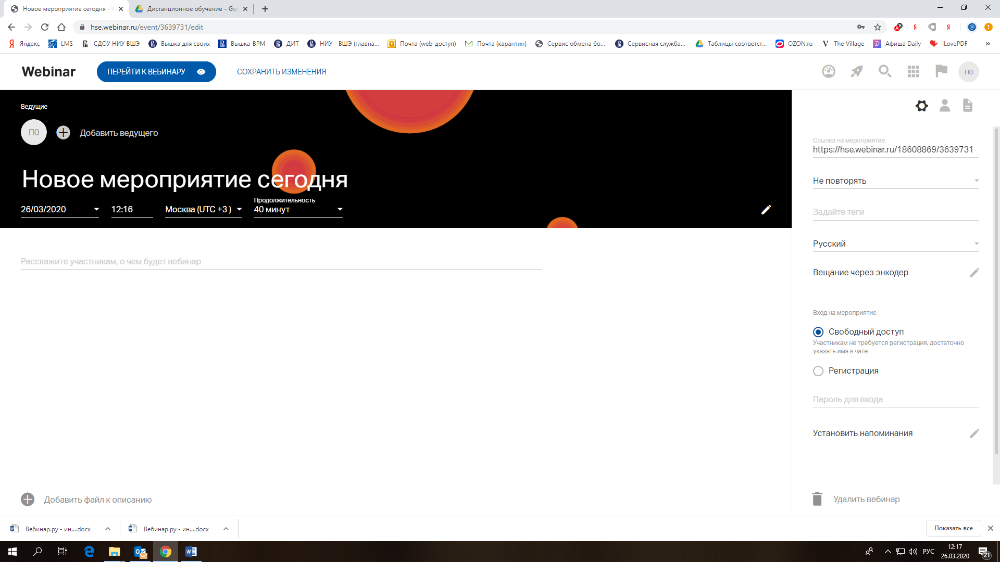 Новое мероприятие сегодня -
Дистанционное обучение – Goo
hse.webinar.ru/event/3639731/edit
Яндекс
LMS
СДОУ НИУ ВШЭ
Вышка для своих
Вышка-BPM
ДИТ
НИУ - ВШЭ (главна...
Почта (web-доступ)
Почта (карантин)
Сервис обмена бо...
Сервисная служба...
Таблицы соответст...
OZON.ru
The Village
Афиша Daily
iLovePDF
Webinar
ПЕРЕЙТИ К ВЕБИНАРУ
СОХРАНИТЬ ИЗМЕНЕНИЯ
П0
Ведущие
П0
Добавить ведущего
Новое мероприятие сегодня
26/03/2020
12:16
Москва (UTC +3 )
Продолжительность
40 минут
Расскажите участникам, о чем будет вебинар
Добавить файл к описанию
Ссылка на мероприятие
https://hse.webinar.ru/18608869/3639731
Не повторять
Задайте теги
Русский
Вещание через энкодер
Вход на мероприятие
Свободный доступ
Участникам не требуется регистрация, достаточно
указать имя в чате
Регистрация
Пароль для входа
Установить напоминания
Удалить вебинар
Вебинар.ру - ин....docx
Вебинар.ру - ин....docx
Показать все
РУС
12:17
26.03.2020
21